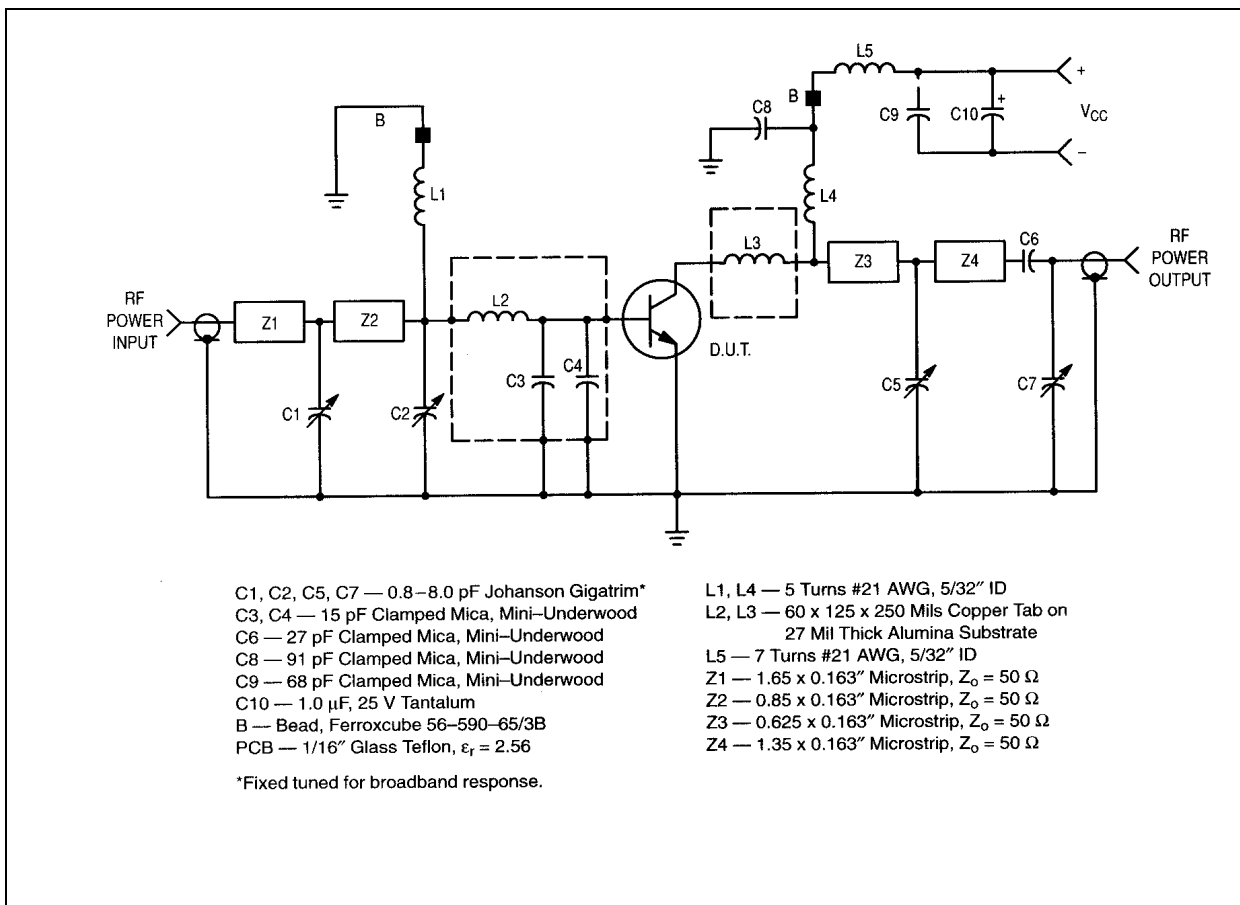 L5
B
C8
C9
C10
+
+
VCC
−
B
L1
L4
L3
Z3
Z4
C6
RF
POWER
OUTPUT
RF
POWER
INPUT
Z1
Z2
L2
C3
C4
D.U.T.
C1
C2
C5
C7
C1, C2, C5, C7 — 0.8–8.0 pF Johanson Gigatrim*
C3, C4 — 15 pF Clamped Mica, Mini–Underwood
C6 — 27 pF Clamped Mica, Mini–Underwood
C8 — 91 pF Clamped Mica, Mini–Underwood
C9 — 68 pF Clamped Mica, Mini–Underwood
C10 — 1.0 μF, 25 V Tantalum
B — Bead, Ferroxcube 56–590–65/3B
PCB — 1/16″ Glass Teflon, εr = 2.56
*Fixed tuned for broadband response.
L1, L4 — 5 Turns #21 AWG, 5/32″ ID
L2, L3 — 60 x 125 x 250 Mils Copper Tab on
27 Mil Thick Alumina Substrate
L5 — 7 Turns #21 AWG, 5/32″ ID
Z1 — 1.65 x 0.163″ Microstrip, Zo = 50 Ω
Z2 — 0.85 x 0.163″ Microstrip, Zo = 50 Ω
Z3 — 0.625 x 0.163″ Microstrip, Zo = 50 Ω
Z4 — 1.35 x 0.163″ Microstrip, Zo = 50 Ω